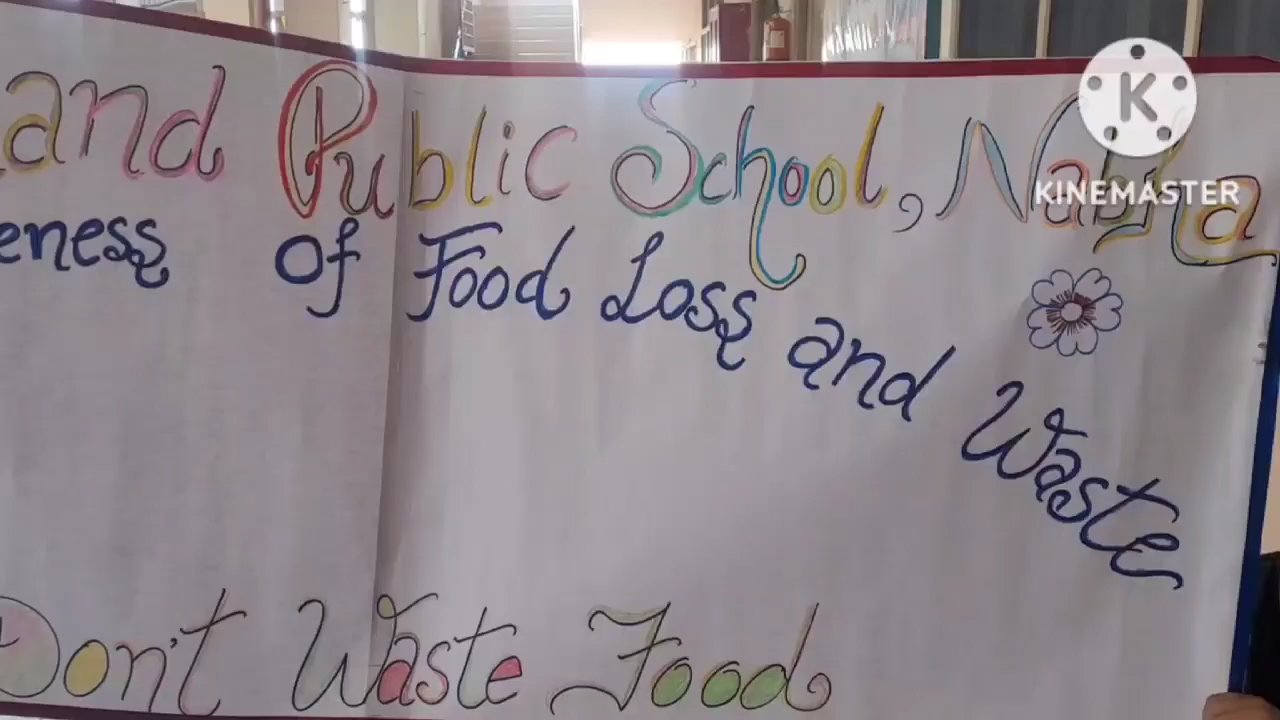 and Public School, Nabha
eness of Food Loss and Waste
Don't Waste Food
K
KINEMASTER